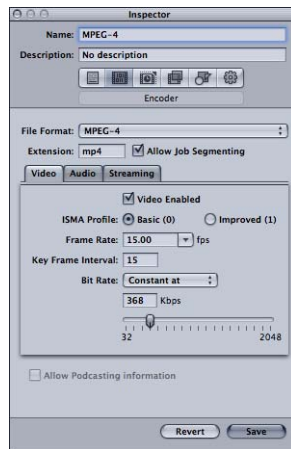 Inspector
Name: MPEG-4
Description: No description
Encoder
File Format: MPEG-4
Extension: mp4 Allow Job Segmenting
Video Audio Streaming
Video Enabled
ISMA Profile: Basic (0) Improved (1)
Frame Rate: 15.00 fps
Key Frame Interval: 15
Bit Rate: Constant at
368 Kbps
32 2048
Allow Podcasting information
Revert Save